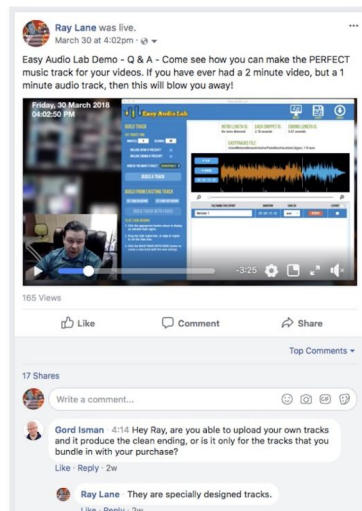 Ray Lane was live.
March 30 at 4:02pm ·
Easy Audio Lab Demo - Q & A - Come see how you can make the PERFECT
music track for your videos. If you have ever had a 2 minute video, but a 1
minute audio track, then this will blow you away!
Friday, 30 March 2018
04:02:50 PM
Easy Audio Lab
BUILD TRACK
BUILD A TRACK
BUILD FROM EXISTING TRACK
-3:25
165 Views
Like Comment Share
Top Comments
17 Shares
Write a comment...
GIF
Gord Isman · 4:14 Hey Ray, are you able to upload your own tracks
and it produce the clean ending, or is it only for the tracks that you
bundle in with your purchase?
Like · Reply · 2w
Ray Lane They are specially designed tracks.
Like · Reply · 2w